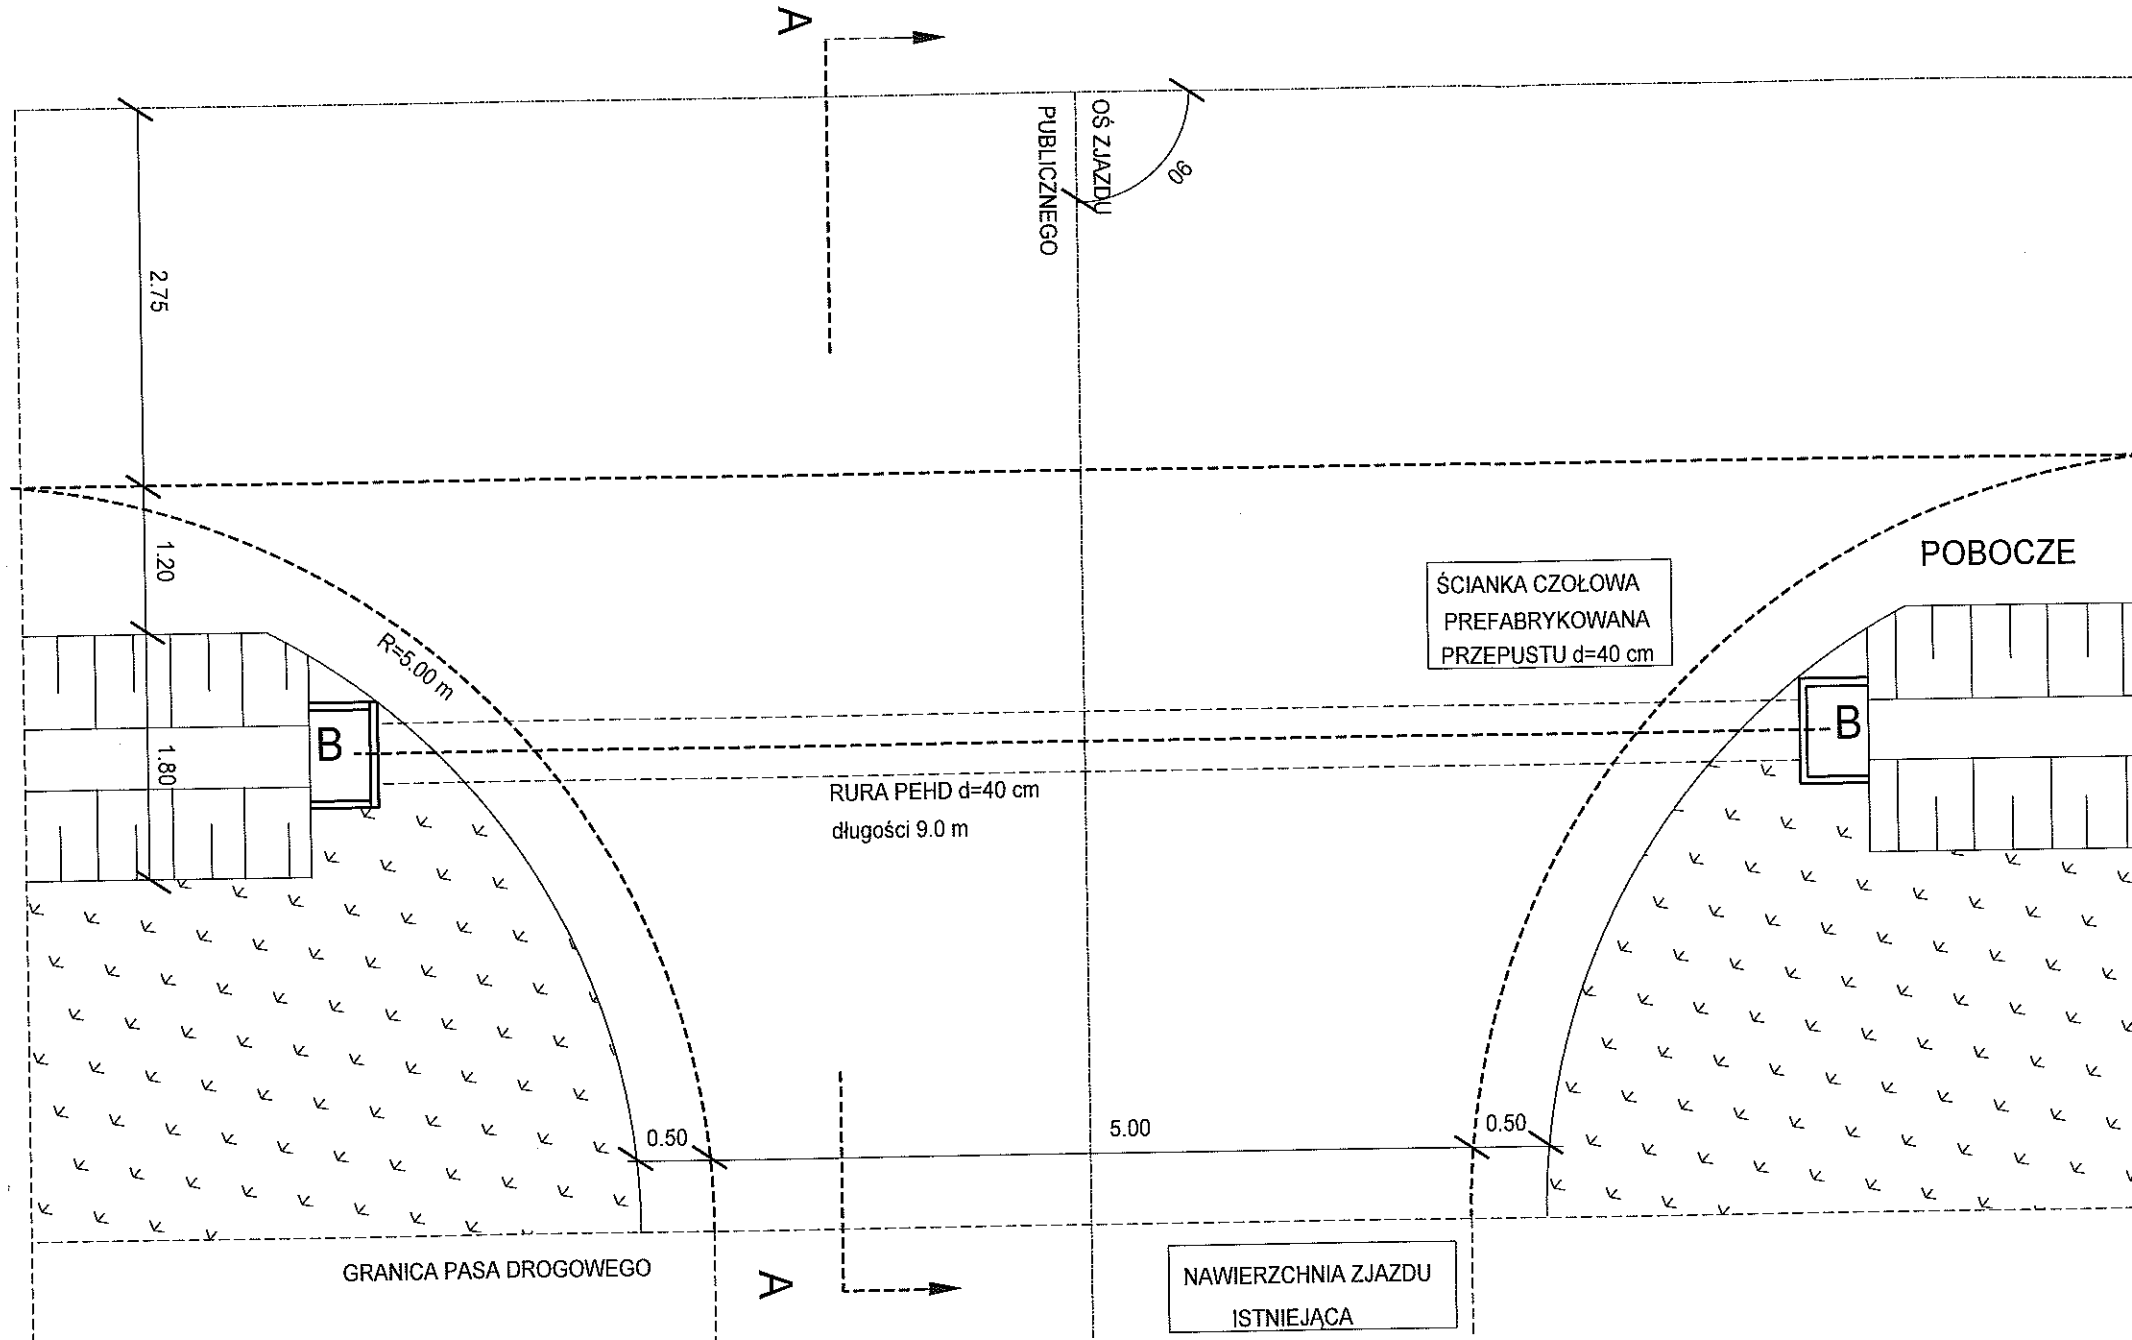 A
OŚ ZJAZDU
PUBLICZNEGO
90
2.75
1.20
POBOCZE
ŚCIANKA CZOŁOWA
PREFABRYKOWANA
PRZEPUSTU d=40 cm
R=5.00 m
B
B
1.80
RURA PEHD d=40 cm
długości 9.0 m
0.50
5.00
0.50
GRANICA PASA DROGOWEGO
A
NAWIERZCHNIA ZJAZDU
ISTNIEJĄCA